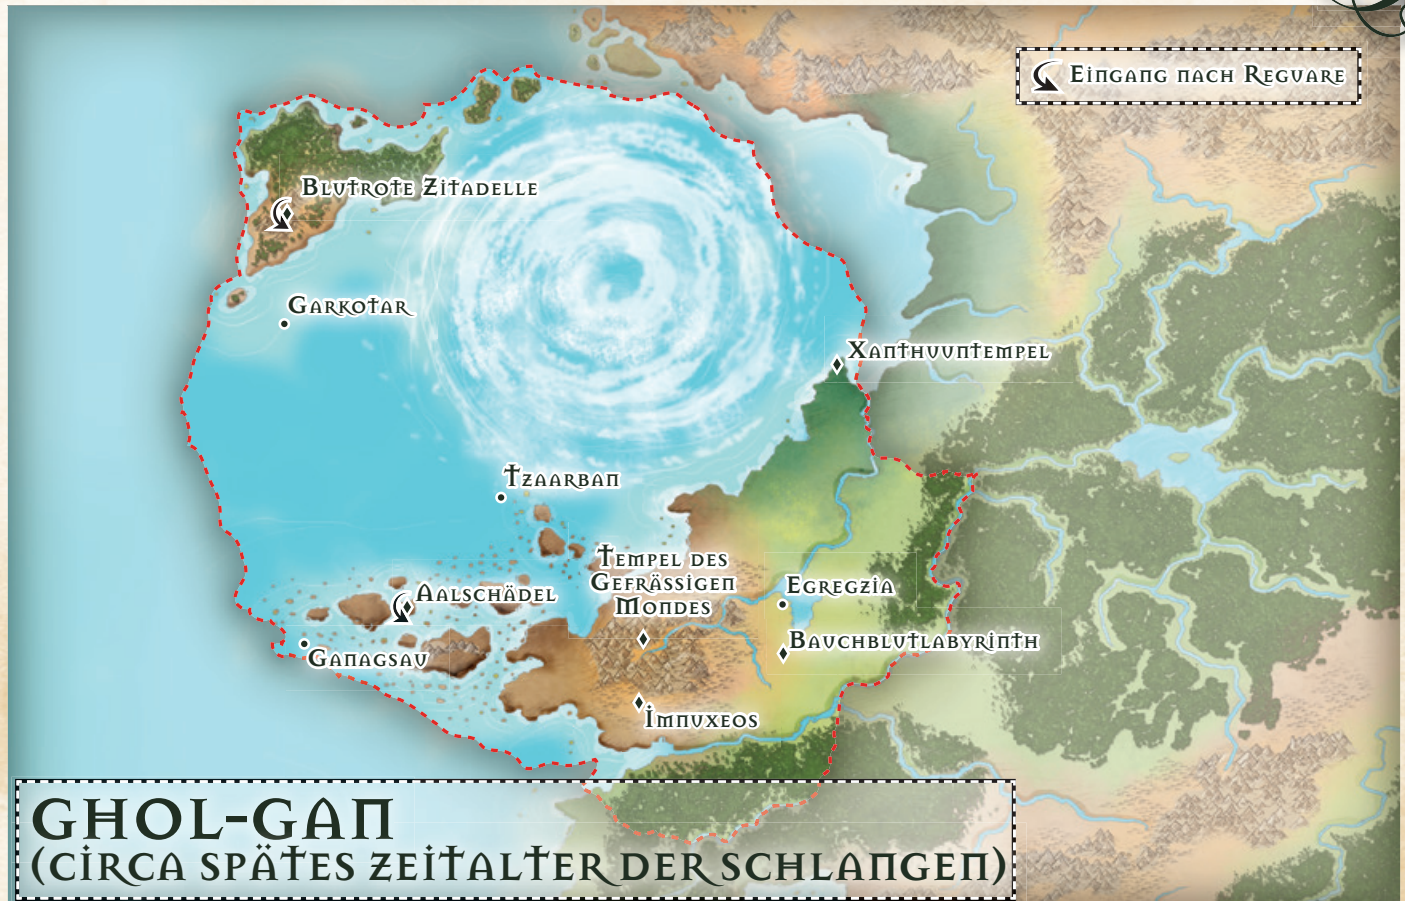 Eingang nach Reguare
Blutrote Zitadelle
Garkotar
Xanthuuntempel
Tzaarban
Tempel des
Gefrässigen
Mondes
Egregzia
Aalschädel
Bauchblutlabyrinth
Ganagsau
Imnuxeos
GHOL-GAN
(CIRCA SPÄTES ZEITALTER DER SCHLANGEN)